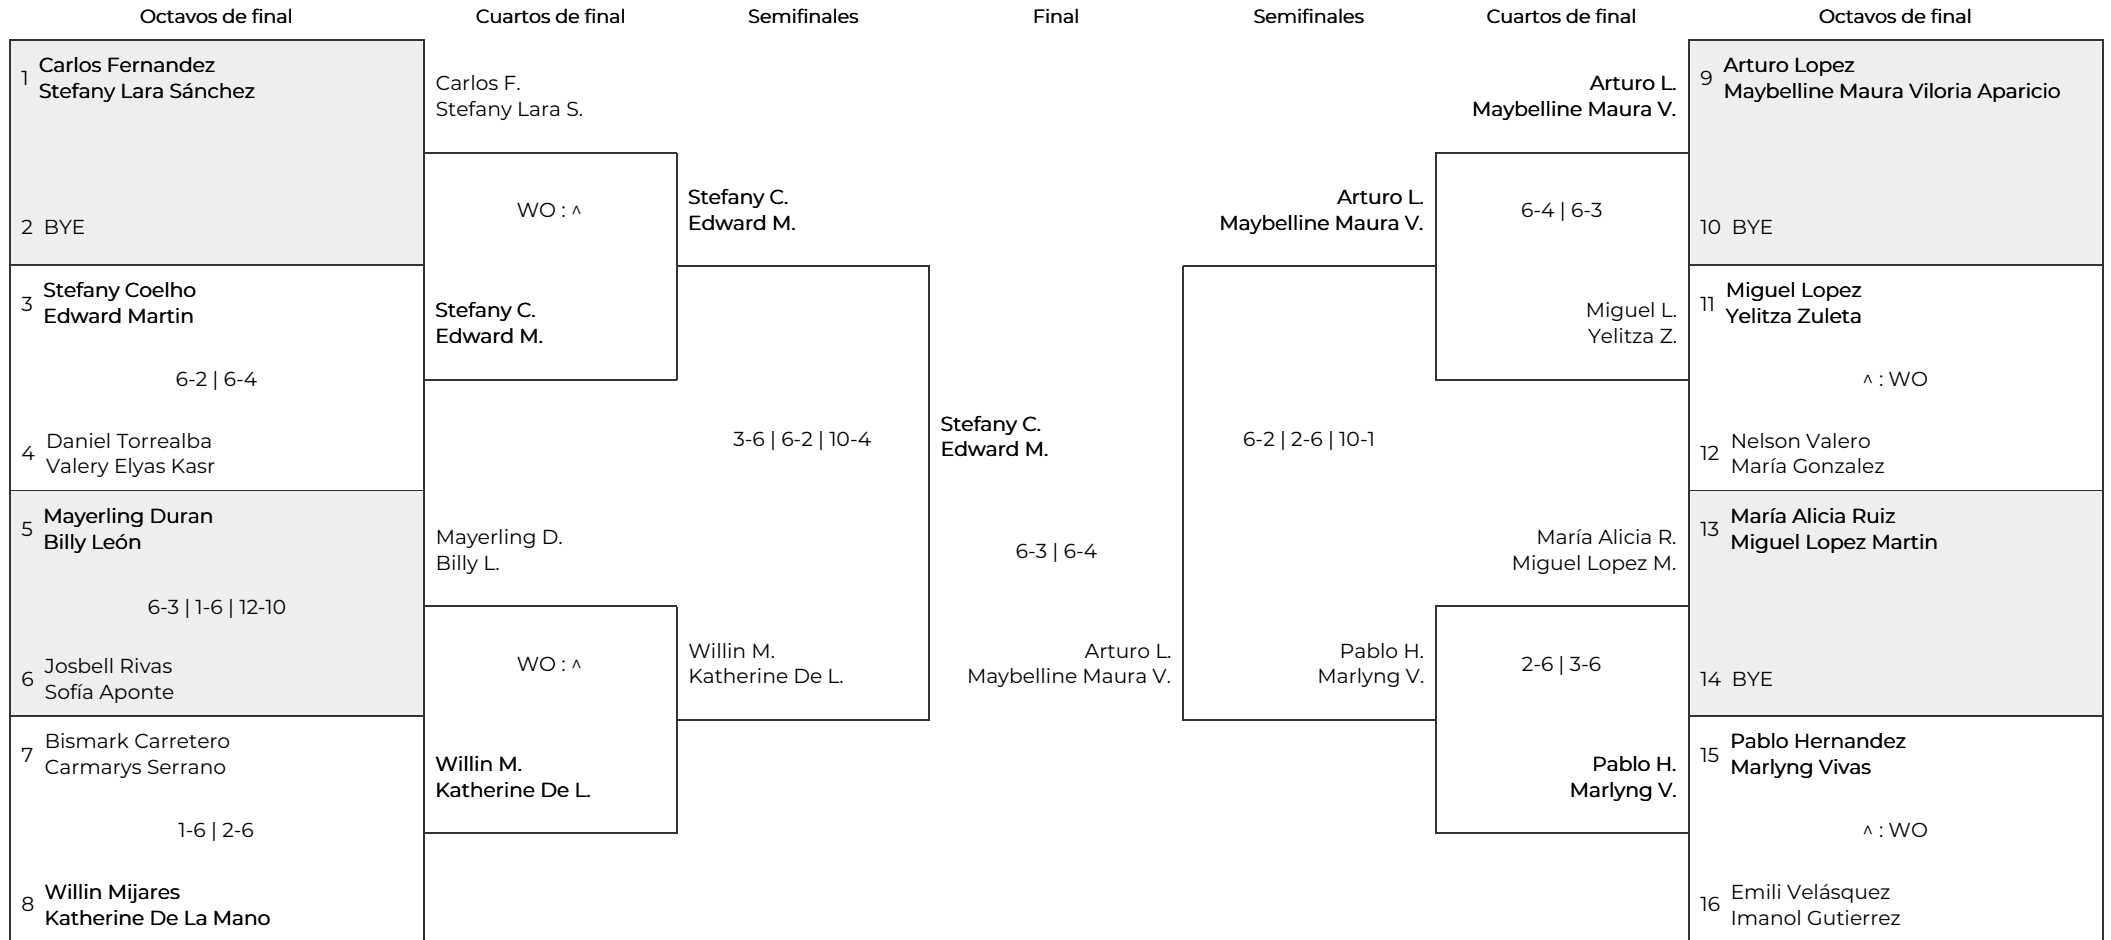 Octavos de final
Cuartos de final
Semifinales
Final
Semifinales
Cuartos de final
Octavos de final
1
Carlos Fernandez
Stefany Lara Sánchez
2 BYE
3
Stefany Coelho
Edward Martin
6-2 | 6-4
4
Daniel Torrealba
Valery Elyas Kasr
5
Mayerling Duran
Billy León
6-3 | 1-6 | 12-10
6
Josbell Rivas
Sofía Aponte
7
Bismark Carretero
Carmarys Serrano
1-6 | 2-6
8
Willin Mijares
Katherine De La Mano
Carlos F.
Stefany Lara S.
WO : ^
Stefany C.
Edward M.
Mayerling D.
Billy L.
WO : ^
Willin M.
Katherine De L.
Stefany C.
Edward M.
3-6 | 6-2 | 10-4
Willin M.
Katherine De L.
Stefany C.
Edward M.
6-3 | 6-4
Arturo L.
Maybelline Maura V.
Arturo L.
Maybelline Maura V.
6-2 | 2-6 | 10-1
Pablo H.
Marlyng V.
Arturo L.
Maybelline Maura V.
6-4 | 6-3
Miguel L.
Yelitza Z.
María Alicia R.
Miguel Lopez M.
2-6 | 3-6
Pablo H.
Marlyng V.
9
Arturo Lopez
Maybelline Maura Viloria Aparicio
10 BYE
11
Miguel Lopez
Yelitza Zuleta
^ : WO
12
Nelson Valero
María Gonzalez
13
María Alicia Ruiz
Miguel Lopez Martin
14 BYE
15
Pablo Hernandez
Marlyng Vivas
^ : WO
16
Emili Velásquez
Imanol Gutierrez